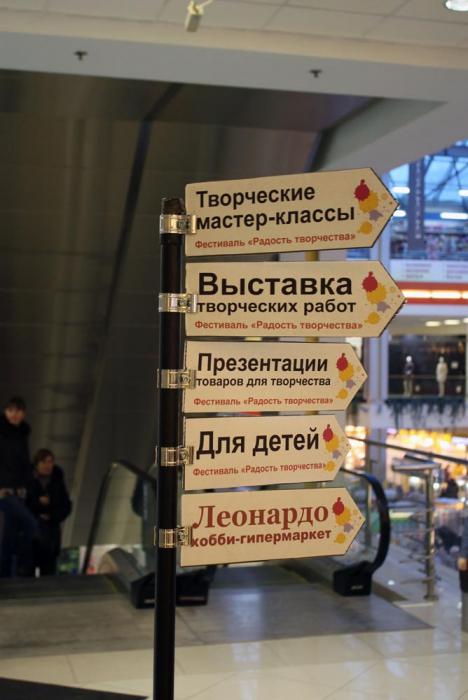 Творческие
мастер-классы
Фестиваль «Радость творчества»
Выставка
творческих работ
Фестиваль «Радость творчества»
Презентации
товаров для творчества
Фестиваль «Радость творчества»
Для детей
Фестиваль «Радость творчества»
Леонардо
хобби-гипермаркет